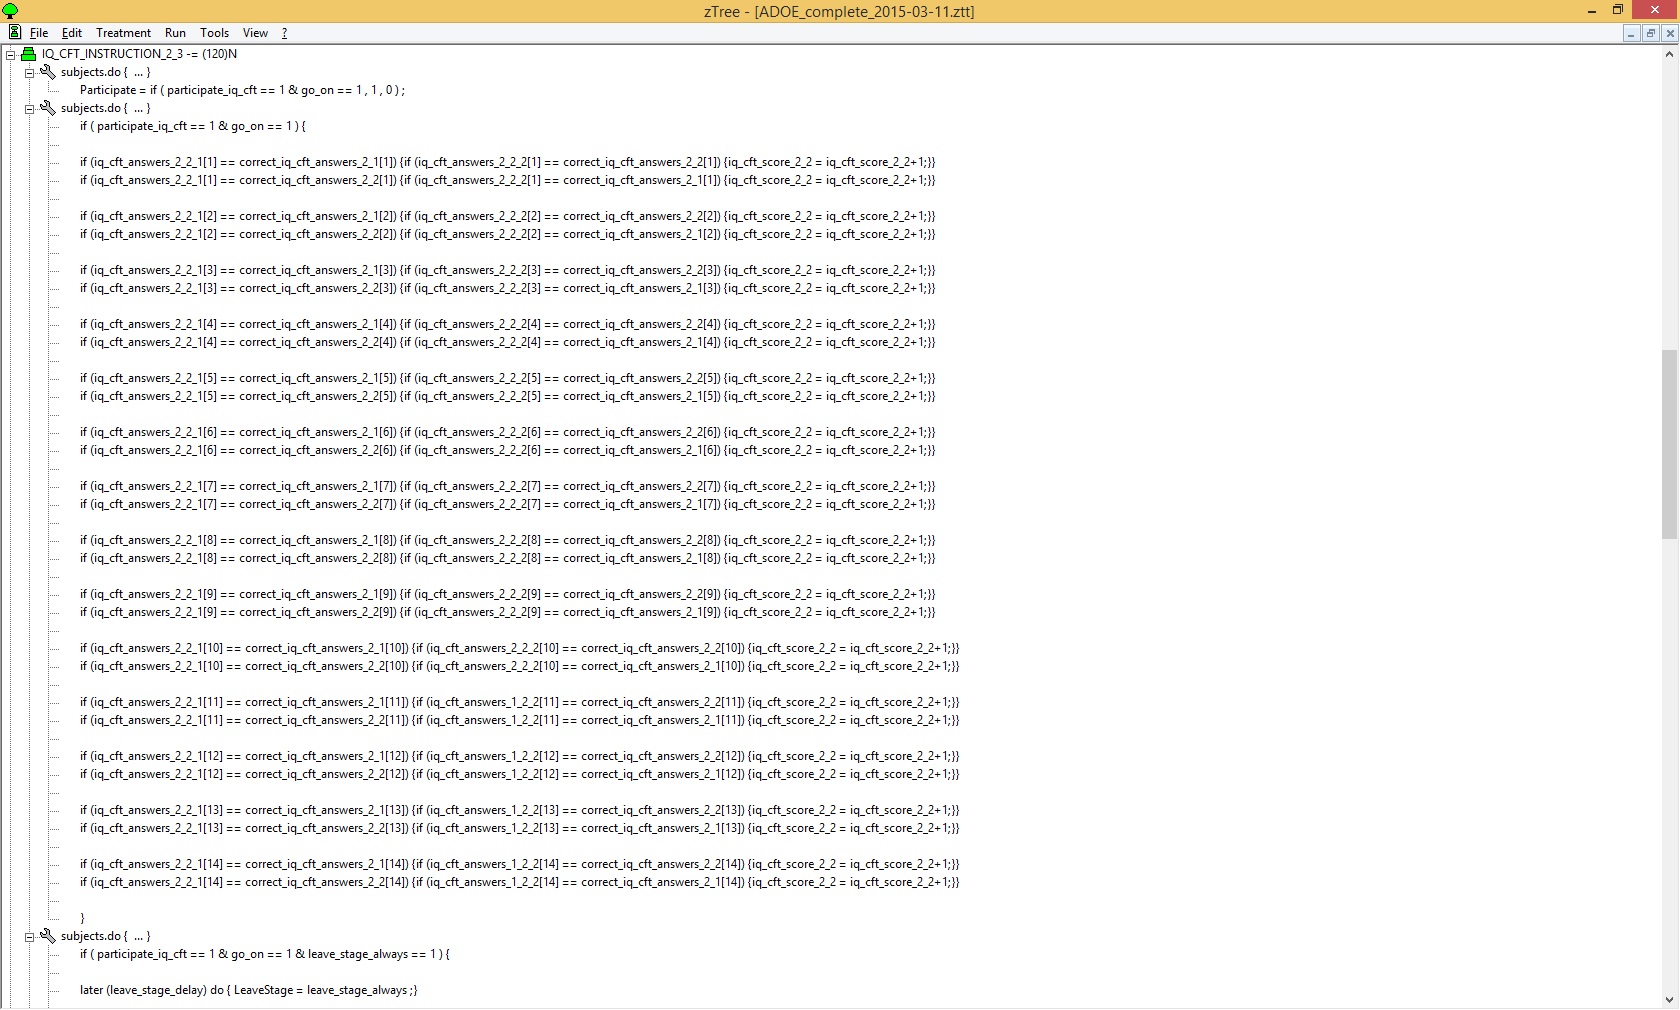 zTree - [ADOE_complete_2015-03-11.ztt]
File Edit Treatment Run Tools View ?
IQ_CFT_INSTRUCTION_2_3 -= (120)N
subjects.do { ... }
Participate = if ( participate_iq_cft == 1 & go_on == 1 , 1 , 0 ) ;
subjects.do { ... }
if ( participate_iq_cft == 1 & go_on == 1 ) {
if (iq_cft_answers_2_2_1[1] == correct_iq_cft_answers_2_1[1]) {if (iq_cft_answers_2_2_2[1] == correct_iq_cft_answers_2_2[1]) {iq_cft_score_2_2 = iq_cft_score_2_2+1;}}
if (iq_cft_answers_2_2_1[1] == correct_iq_cft_answers_2_2[1]) {if (iq_cft_answers_2_2_2[1] == correct_iq_cft_answers_2_1[1]) {iq_cft_score_2_2 = iq_cft_score_2_2+1;}}
if (iq_cft_answers_2_2_1[2] == correct_iq_cft_answers_2_1[2]) {if (iq_cft_answers_2_2_2[2] == correct_iq_cft_answers_2_2[2]) {iq_cft_score_2_2 = iq_cft_score_2_2+1;}}
if (iq_cft_answers_2_2_1[2] == correct_iq_cft_answers_2_2[2]) {if (iq_cft_answers_2_2_2[2] == correct_iq_cft_answers_2_1[2]) {iq_cft_score_2_2 = iq_cft_score_2_2+1;}}
if (iq_cft_answers_2_2_1[3] == correct_iq_cft_answers_2_1[3]) {if (iq_cft_answers_2_2_2[3] == correct_iq_cft_answers_2_2[3]) {iq_cft_score_2_2 = iq_cft_score_2_2+1;}}
if (iq_cft_answers_2_2_1[3] == correct_iq_cft_answers_2_2[3]) {if (iq_cft_answers_2_2_2[3] == correct_iq_cft_answers_2_1[3]) {iq_cft_score_2_2 = iq_cft_score_2_2+1;}}
if (iq_cft_answers_2_2_1[4] == correct_iq_cft_answers_2_1[4]) {if (iq_cft_answers_2_2_2[4] == correct_iq_cft_answers_2_2[4]) {iq_cft_score_2_2 = iq_cft_score_2_2+1;}}
if (iq_cft_answers_2_2_1[4] == correct_iq_cft_answers_2_2[4]) {if (iq_cft_answers_2_2_2[4] == correct_iq_cft_answers_2_1[4]) {iq_cft_score_2_2 = iq_cft_score_2_2+1;}}
if (iq_cft_answers_2_2_1[5] == correct_iq_cft_answers_2_1[5]) {if (iq_cft_answers_2_2_2[5] == correct_iq_cft_answers_2_2[5]) {iq_cft_score_2_2 = iq_cft_score_2_2+1;}}
if (iq_cft_answers_2_2_1[5] == correct_iq_cft_answers_2_2[5]) {if (iq_cft_answers_2_2_2[5] == correct_iq_cft_answers_2_1[5]) {iq_cft_score_2_2 = iq_cft_score_2_2+1;}}
if (iq_cft_answers_2_2_1[6] == correct_iq_cft_answers_2_1[6]) {if (iq_cft_answers_2_2_2[6] == correct_iq_cft_answers_2_2[6]) {iq_cft_score_2_2 = iq_cft_score_2_2+1;}}
if (iq_cft_answers_2_2_1[6] == correct_iq_cft_answers_2_2[6]) {if (iq_cft_answers_2_2_2[6] == correct_iq_cft_answers_2_1[6]) {iq_cft_score_2_2 = iq_cft_score_2_2+1;}}
if (iq_cft_answers_2_2_1[7] == correct_iq_cft_answers_2_1[7]) {if (iq_cft_answers_2_2_2[7] == correct_iq_cft_answers_2_2[7]) {iq_cft_score_2_2 = iq_cft_score_2_2+1;}}
if (iq_cft_answers_2_2_1[7] == correct_iq_cft_answers_2_2[7]) {if (iq_cft_answers_2_2_2[7] == correct_iq_cft_answers_2_1[7]) {iq_cft_score_2_2 = iq_cft_score_2_2+1;}}
if (iq_cft_answers_2_2_1[8] == correct_iq_cft_answers_2_1[8]) {if (iq_cft_answers_2_2_2[8] == correct_iq_cft_answers_2_2[8]) {iq_cft_score_2_2 = iq_cft_score_2_2+1;}}
if (iq_cft_answers_2_2_1[8] == correct_iq_cft_answers_2_2[8]) {if (iq_cft_answers_2_2_2[8] == correct_iq_cft_answers_2_1[8]) {iq_cft_score_2_2 = iq_cft_score_2_2+1;}}
if (iq_cft_answers_2_2_1[9] == correct_iq_cft_answers_2_1[9]) {if (iq_cft_answers_2_2_2[9] == correct_iq_cft_answers_2_2[9]) {iq_cft_score_2_2 = iq_cft_score_2_2+1;}}
if (iq_cft_answers_2_2_1[9] == correct_iq_cft_answers_2_2[9]) {if (iq_cft_answers_2_2_2[9] == correct_iq_cft_answers_2_1[9]) {iq_cft_score_2_2 = iq_cft_score_2_2+1;}}
if (iq_cft_answers_2_2_1[10] == correct_iq_cft_answers_2_1[10]) {if (iq_cft_answers_2_2_2[10] == correct_iq_cft_answers_2_2[10]) {iq_cft_score_2_2 = iq_cft_score_2_2+1;}}
if (iq_cft_answers_2_2_1[10] == correct_iq_cft_answers_2_2[10]) {if (iq_cft_answers_2_2_2[10] == correct_iq_cft_answers_2_1[10]) {iq_cft_score_2_2 = iq_cft_score_2_2+1;}}
if (iq_cft_answers_2_2_1[11] == correct_iq_cft_answers_2_1[11]) {if (iq_cft_answers_1_2_2[11] == correct_iq_cft_answers_2_2[11]) {iq_cft_score_2_2 = iq_cft_score_2_2+1;}}
if (iq_cft_answers_2_2_1[11] == correct_iq_cft_answers_2_2[11]) {if (iq_cft_answers_1_2_2[11] == correct_iq_cft_answers_2_1[11]) {iq_cft_score_2_2 = iq_cft_score_2_2+1;}}
if (iq_cft_answers_2_2_1[12] == correct_iq_cft_answers_2_1[12]) {if (iq_cft_answers_1_2_2[12] == correct_iq_cft_answers_2_2[12]) {iq_cft_score_2_2 = iq_cft_score_2_2+1;}}
if (iq_cft_answers_2_2_1[12] == correct_iq_cft_answers_2_2[12]) {if (iq_cft_answers_1_2_2[12] == correct_iq_cft_answers_2_1[12]) {iq_cft_score_2_2 = iq_cft_score_2_2+1;}}
if (iq_cft_answers_2_2_1[13] == correct_iq_cft_answers_2_1[13]) {if (iq_cft_answers_1_2_2[13] == correct_iq_cft_answers_2_2[13]) {iq_cft_score_2_2 = iq_cft_score_2_2+1;}}
if (iq_cft_answers_2_2_1[13] == correct_iq_cft_answers_2_2[13]) {if (iq_cft_answers_1_2_2[13] == correct_iq_cft_answers_2_1[13]) {iq_cft_score_2_2 = iq_cft_score_2_2+1;}}
if (iq_cft_answers_2_2_1[14] == correct_iq_cft_answers_2_1[14]) {if (iq_cft_answers_1_2_2[14] == correct_iq_cft_answers_2_2[14]) {iq_cft_score_2_2 = iq_cft_score_2_2+1;}}
if (iq_cft_answers_2_2_1[14] == correct_iq_cft_answers_2_2[14]) {if (iq_cft_answers_1_2_2[14] == correct_iq_cft_answers_2_1[14]) {iq_cft_score_2_2 = iq_cft_score_2_2+1;}}
}
subjects.do { ... }
if ( participate_iq_cft == 1 & go_on == 1 & leave_stage_always == 1 ) {
later (leave_stage_delay) do { LeaveStage = leave_stage_always ;}